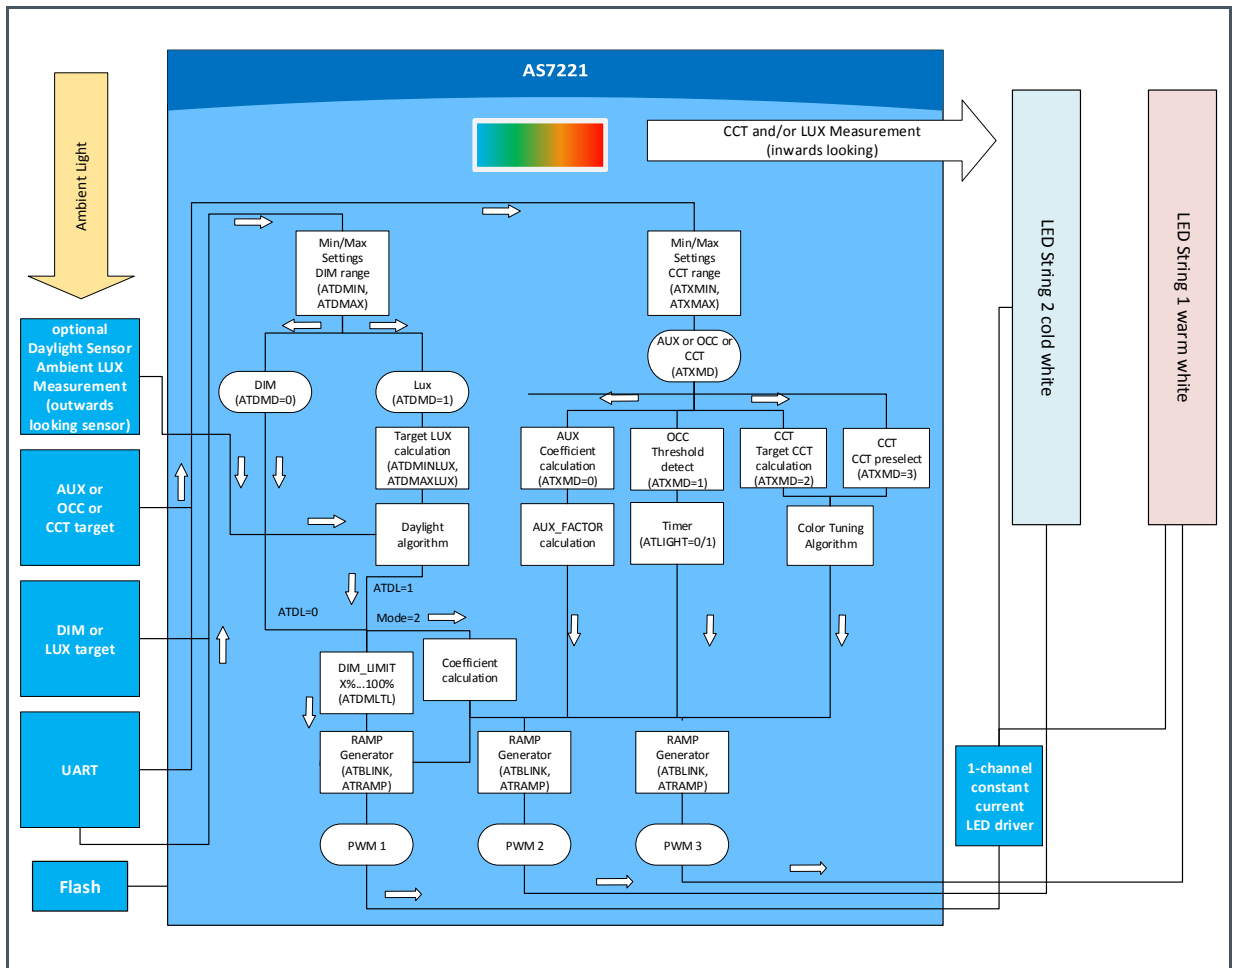 AS7221
Ambient Light
CCT and/or LUX Measurement
(inwards looking)
LED String 2 cold white
LED String 1 warm white
Min/Max
Settings
DIM range
(ATDMIN,
ATDMAX)
Min/Max
Settings
CCT range
(ATXMIN,
ATXMAX)
optional
Daylight Sensor
Ambient LUX
Measurement
(outwards
looking sensor)
AUX or OCC or
CCT
(ATXMD)
DIM
(ATDMD=0)
Lux
(ATDMD=1)
Target LUX
calculation
(ATDMINLUX,
ATDMAXLUX)
AUX
Coefficient
calculation
(ATXMD=0)
OCC
Threshold
detect
(ATXMD=1)
CCT
Target CCT
calculation
(ATXMD=2)
CCT
CCT preselect
(ATXMD=3)
AUX or
OCC or
CCT target
Daylight
algorithm
AUX_FACTOR
calculation
Timer
(ATLIGHT=0/1)
Color Tuning
Algorithm
ATDL=1
ATDL=0
Mode=2
DIM or
LUX target
DIM_LIMIT
X%...100%
(ATDMLTL)
Coefficient
calculation
UART
RAMP
Generator
(ATBLINK,
ATRAMP)
RAMP
Generator
(ATBLINK,
ATRAMP)
RAMP
Generator
(ATBLINK,
ATRAMP)
1-channel
constant
current
LED driver
PWM 1
PWM 2
PWM 3
Flash